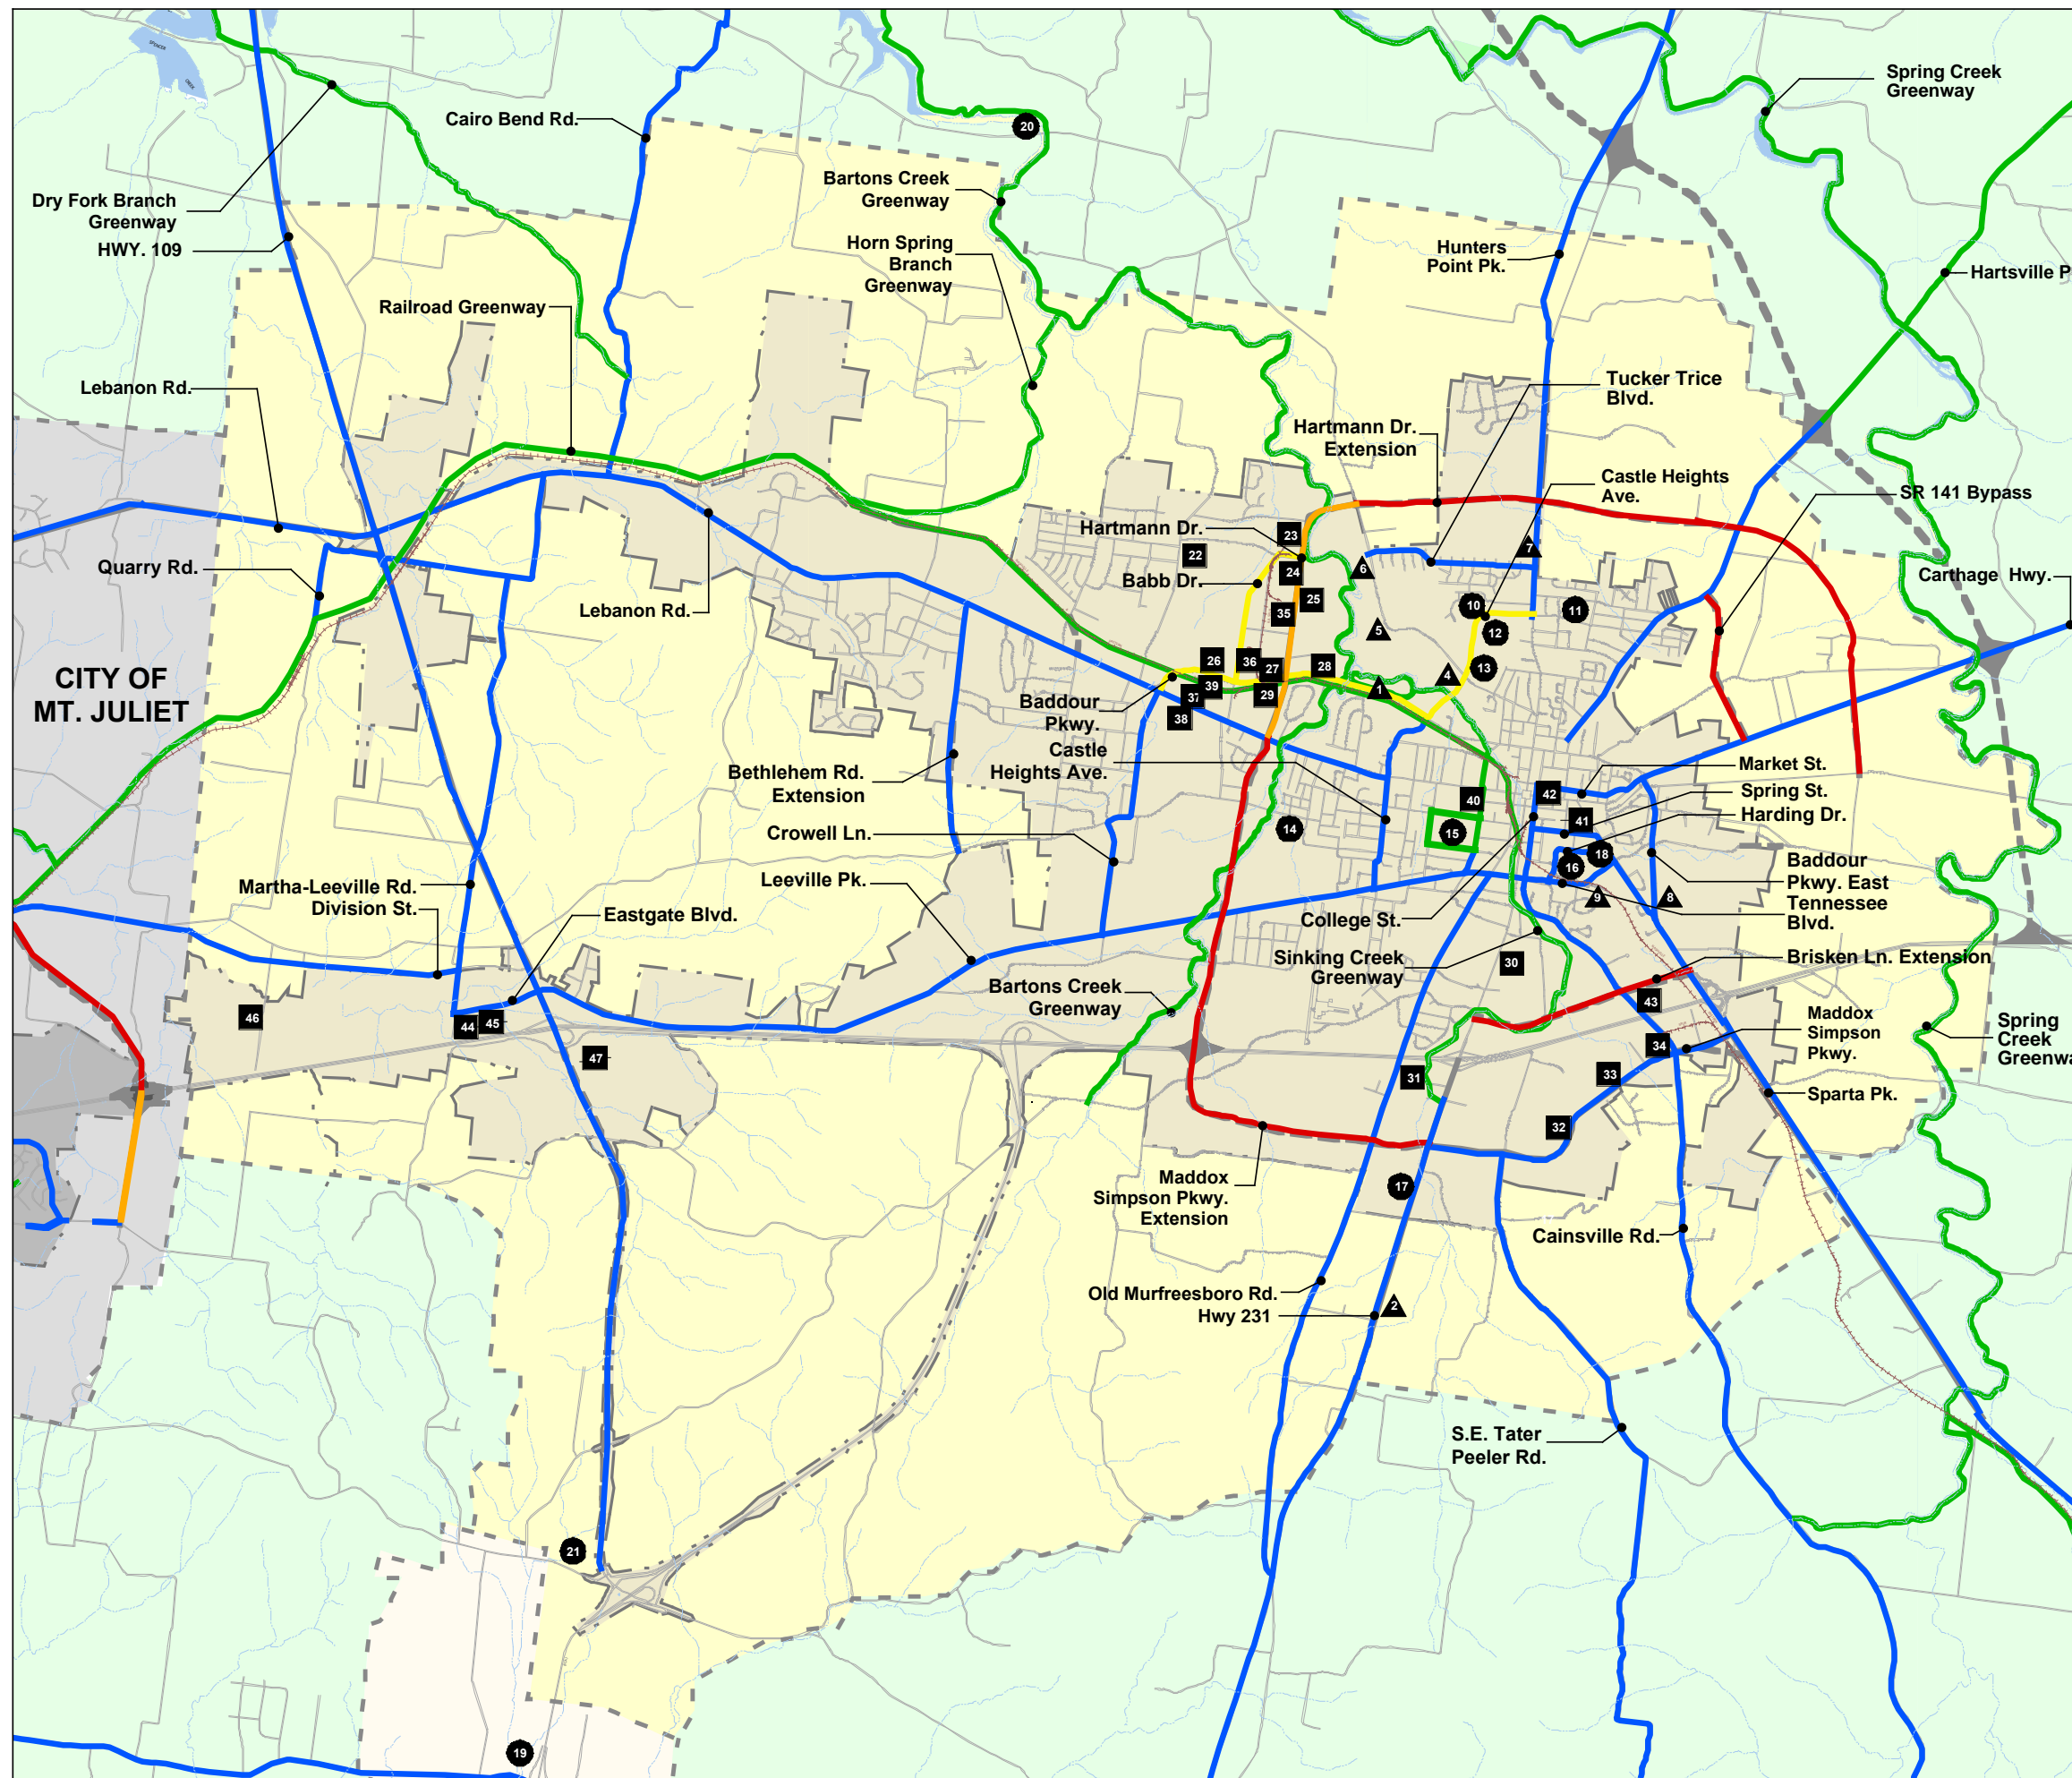 SPENCER
CREEK
Spring Creek
Greenway
Cairo Bend Rd.
20
Bartons Creek
Greenway
Dry Fork Branch
Greenway
HWY. 109
Horn Spring
Branch
Greenway
Hunters
Point Pk.
Hartsville P
Railroad Greenway
Lebanon Rd.
Tucker Trice
Blvd.
Hartmann Dr.
Extension
Castle Heights
Ave.
SR 141 Bypass
Hartmann Dr.
23
22
7
Quarry Rd.
Babb Dr.
24
6
Carthage Hwy.
Lebanon Rd.
25
35
10
11
12
5
CITY OF
MT. JULIET
26
36
27
28
13
4
1
39
37
29
38
Baddour
Pkwy.
Castle
Heights Ave.
Bethlehem Rd.
Extension
Market St.
Spring St.
Harding Dr.
42
40
41
Crowell Ln.
14
15
18
16
Baddour
Pkwy. East
Tennessee
Blvd.
Leeville Pk.
Martha-Leeville Rd.
Division St.
Eastgate Blvd.
9
8
College St.
Sinking Creek
Greenway
30
Brisken Ln. Extension
Bartons Creek
Greenway
43
46
44
45
Maddox
Simpson
Pkwy.
Spring
Creek
Greenwa
47
34
33
31
Sparta Pk.
32
Maddox
Simpson Pkwy.
Extension
17
Cainsville Rd.
Old Murfreesboro Rd.
Hwy 231
2
S.E. Tater
Peeler Rd.
21
19